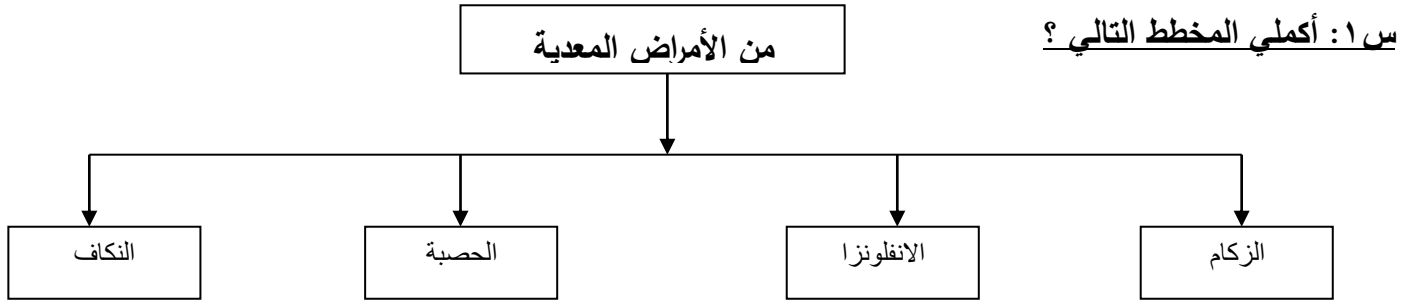 س١: أكملي المخطط التالي ؟
من الأمراض المعدية
الزكام
الانفلونزا
الحصبة
النكاف